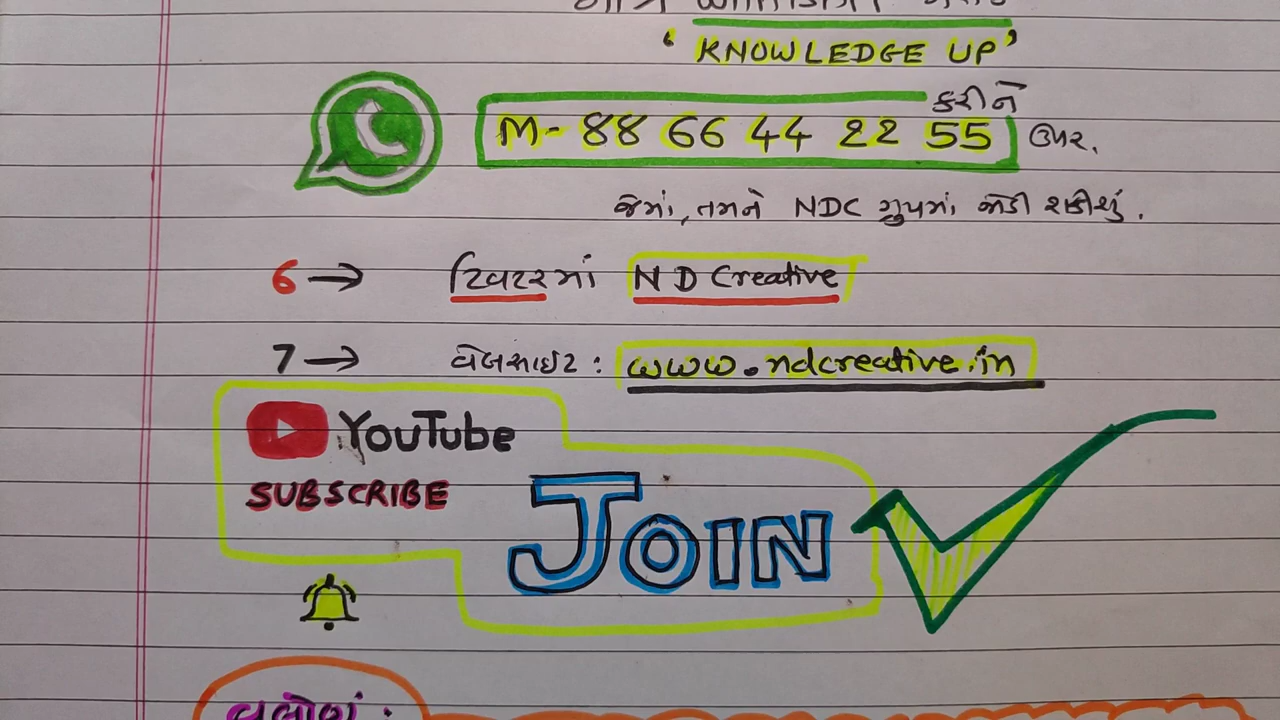 ' KNOWLEDGE UP'
કરીને
M- 88 66 44 22 55 ઉપર.
જેમાં, તમને NDC ગ્રુપમાં જોડી શકીશું.
6→ ટ્વિટરમાં N D Creative
7→ વેબસાઇટ : www.ndcreative.in
YouTube
SUBSCRIBE
JOIN